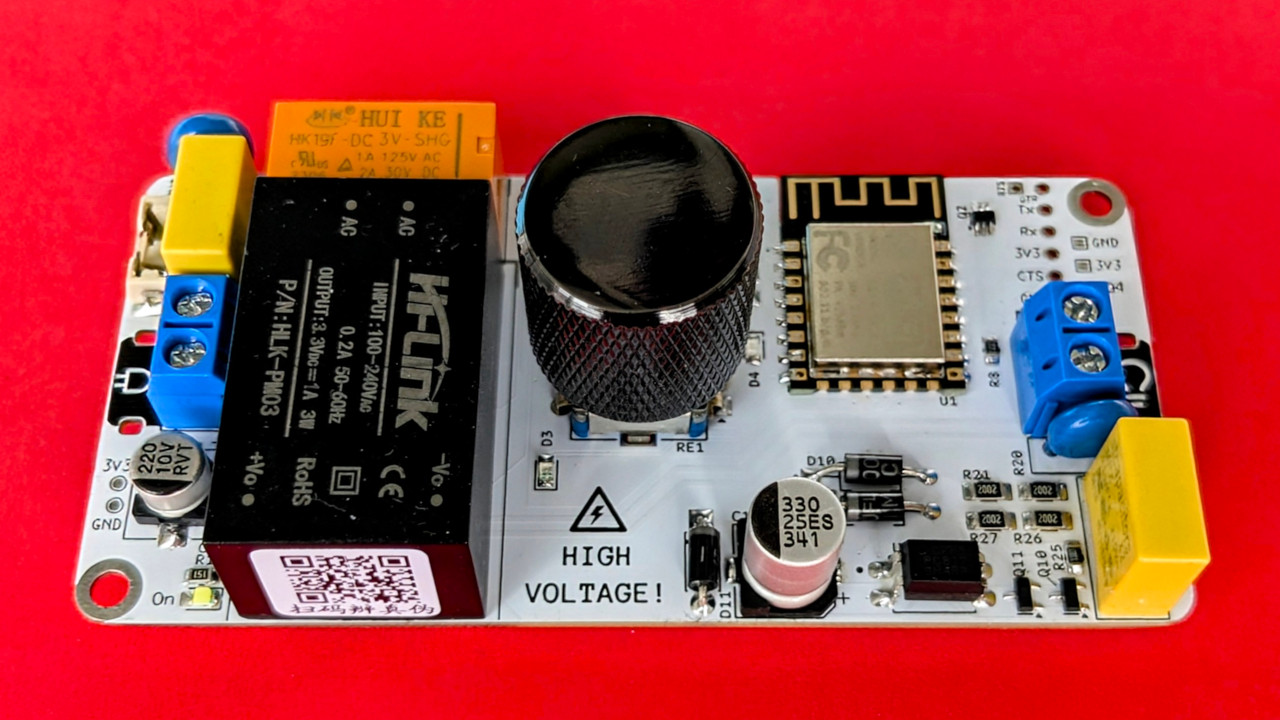 HUI KE
HK19F-DC 3V-SHG
1A 125V AC
2A 30V DC
AC
AC
HI-LINK
INPUT:100-240VAC
0.2A 50-60Hz
OUTPUT:3.3VDC⎓1A 3W
P/N:HLK-PM03
RoHS
CE
-Vo
+Vo
扫码辨真伪
220
10V
RVT
3V3
GND
On
151
D3
RE1
D4
HIGH
VOLTAGE!
U1
Q2
Tx
Rx
3V3
CTS
GND
3V3
R8
D10
330
25ES
341
D11
+
R21
R20
2002
2002
2002
2002
R27
R26
Q11
Q10
R25